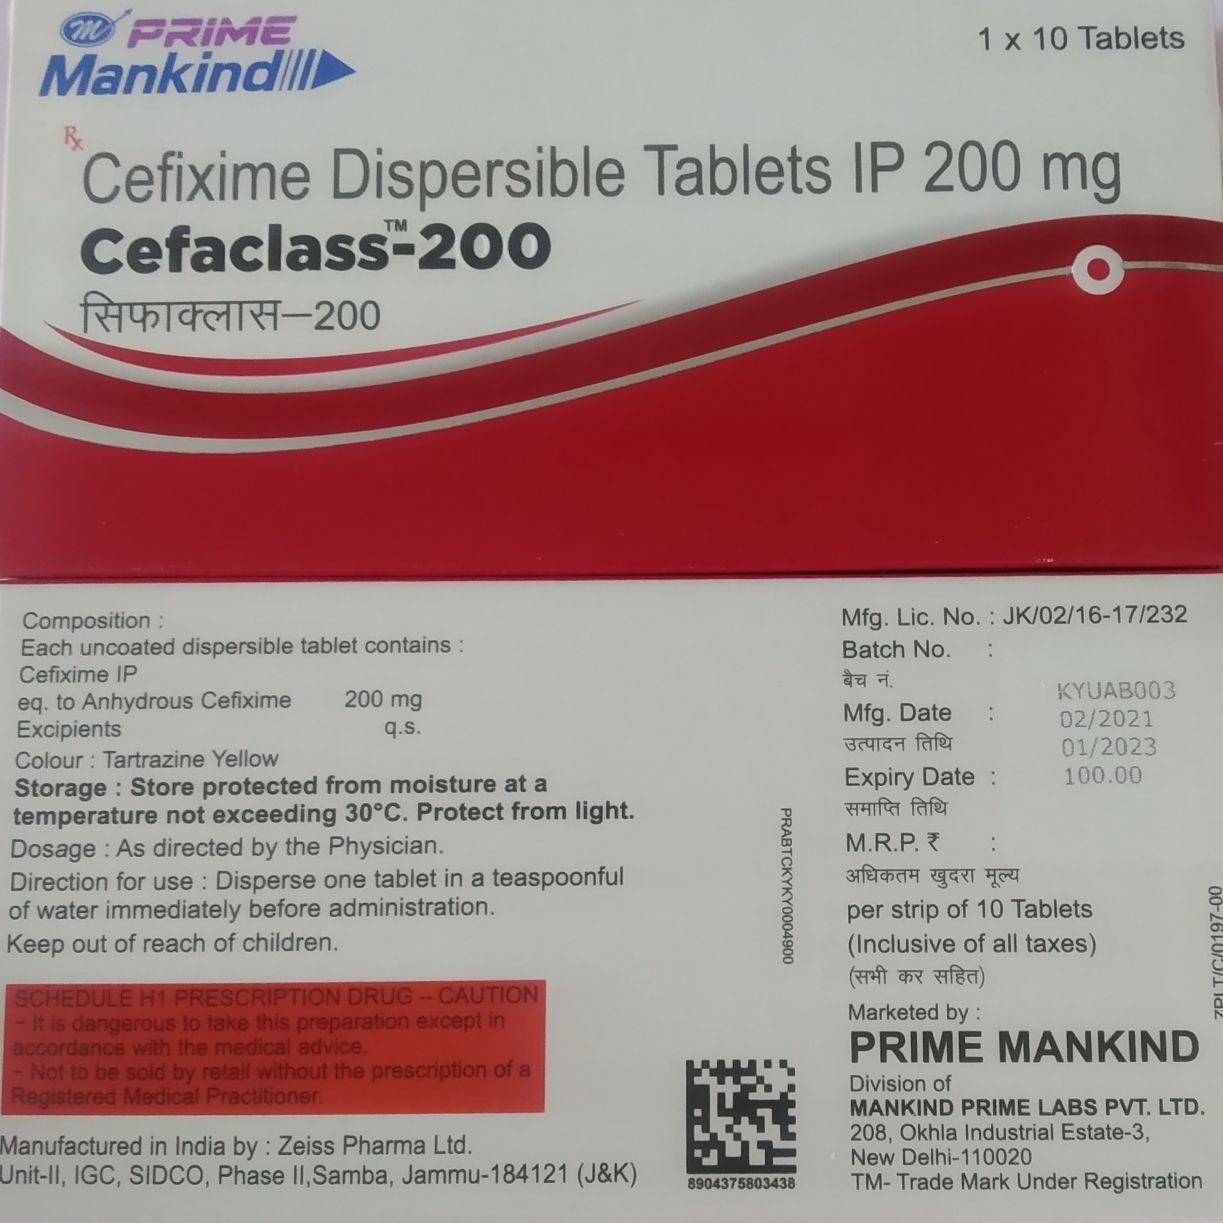 m PRIME
Mankind
1 x 10 Tablets
Rx
Cefixime Dispersible Tablets IP 200 mg
Cefaclass™-200
सिफाक्लास–200
Composition :
Each uncoated dispersible tablet contains :
Cefixime IP
eq. to Anhydrous Cefixime 200 mg
Excipients q.s.
Colour : Tartrazine Yellow
Storage : Store protected from moisture at a
temperature not exceeding 30°C. Protect from light.
Dosage : As directed by the Physician.
Direction for use : Disperse one tablet in a teaspoonful
of water immediately before administration.
Keep out of reach of children.
SCHEDULE H1 PRESCRIPTION DRUG – CAUTION
– It is dangerous to take this preparation except in
accordance with the medical advice.
– Not to be sold by retail without the prescription of a
Registered Medical Practitioner.
Manufactured in India by : Zeiss Pharma Ltd.
Unit-II, IGC, SIDCO, Phase II,Samba, Jammu-184121 (J&K)
8904375803438
PRABTCKYKY0004900
Mfg. Lic. No. : JK/02/16-17/232
Batch No. :
बैच नं.
KYUAB003
Mfg. Date :
02/2021
उत्पादन तिथि
01/2023
Expiry Date :
100.00
समाप्ति तिथि
M.R.P. ₹ :
अधिकतम खुदरा मूल्य
per strip of 10 Tablets
(Inclusive of all taxes)
(सभी कर सहित)
Marketed by :
PRIME MANKIND
Division of
MANKIND PRIME LABS PVT. LTD.
208, Okhla Industrial Estate-3,
New Delhi-110020
TM- Trade Mark Under Registration